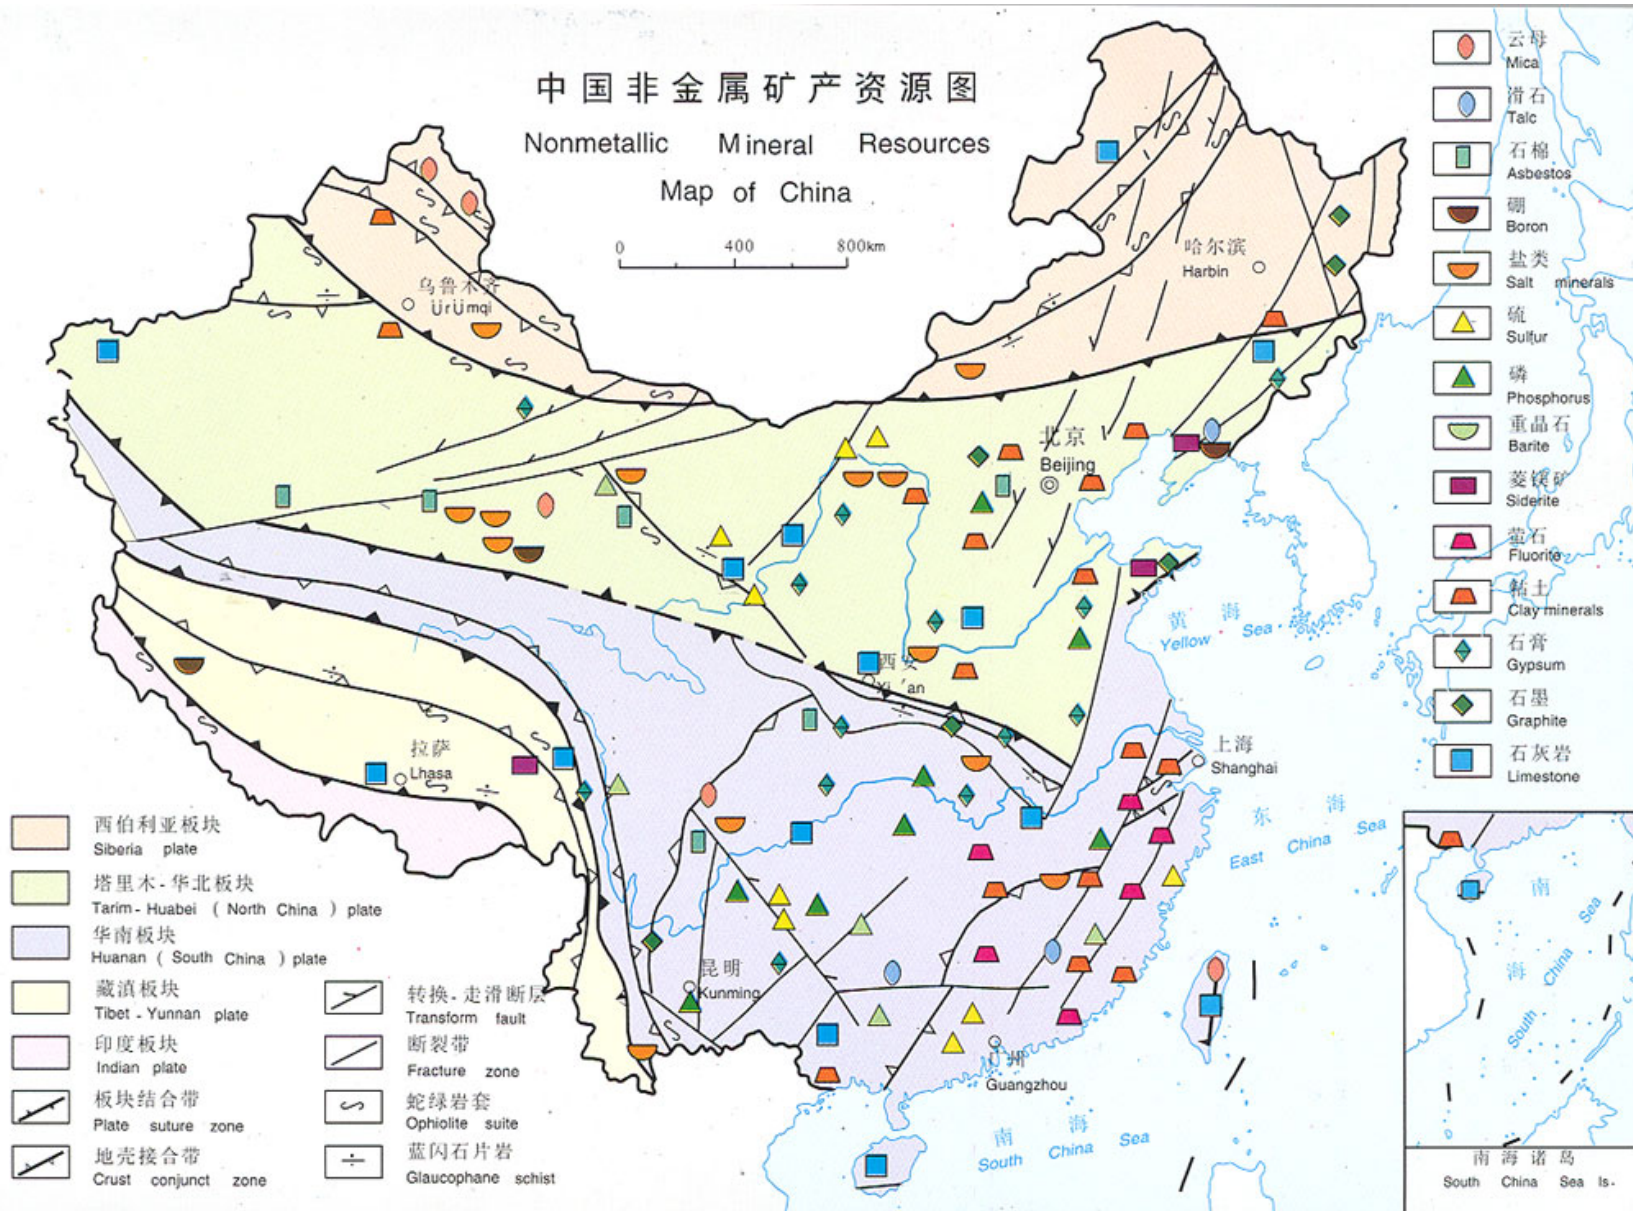 中国非金属矿产资源图
Nonmetallic Mineral Resources
Map of China
0 400 800km
乌鲁木齐
ÜrÜmqi
哈尔滨
Harbin
北京
Beijing
西安
Xi'an
拉萨
Lhasa
上海
Shanghai
昆明
Kunming
广州
Guangzhou
黄海
Yellow Sea
东海
East China Sea
南海
South China Sea
云母
Mica
滑石
Talc
石棉
Asbestos
硼
Boron
盐类
Salt minerals
硫
Sulfur
磷
Phosphorus
重晶石
Barite
菱镁矿
Siderite
萤石
Fluorite
粘土
Clay minerals
石膏
Gypsum
石墨
Graphite
石灰岩
Limestone
西伯利亚板块
Siberia plate
塔里木-华北板块
Tarim-Huabei (North China) plate
华南板块
Huanan (South China) plate
藏滇板块
Tibet-Yunnan plate
印度板块
Indian plate
板块结合带
Plate suture zone
地壳接合带
Crust conjunct zone
转换-走滑断层
Transform fault
断裂带
Fracture zone
蛇绿岩套
Ophiolite suite
蓝闪石片岩
Glaucophane schist
南海
South China Sea
南海诸岛
South China Sea Is.